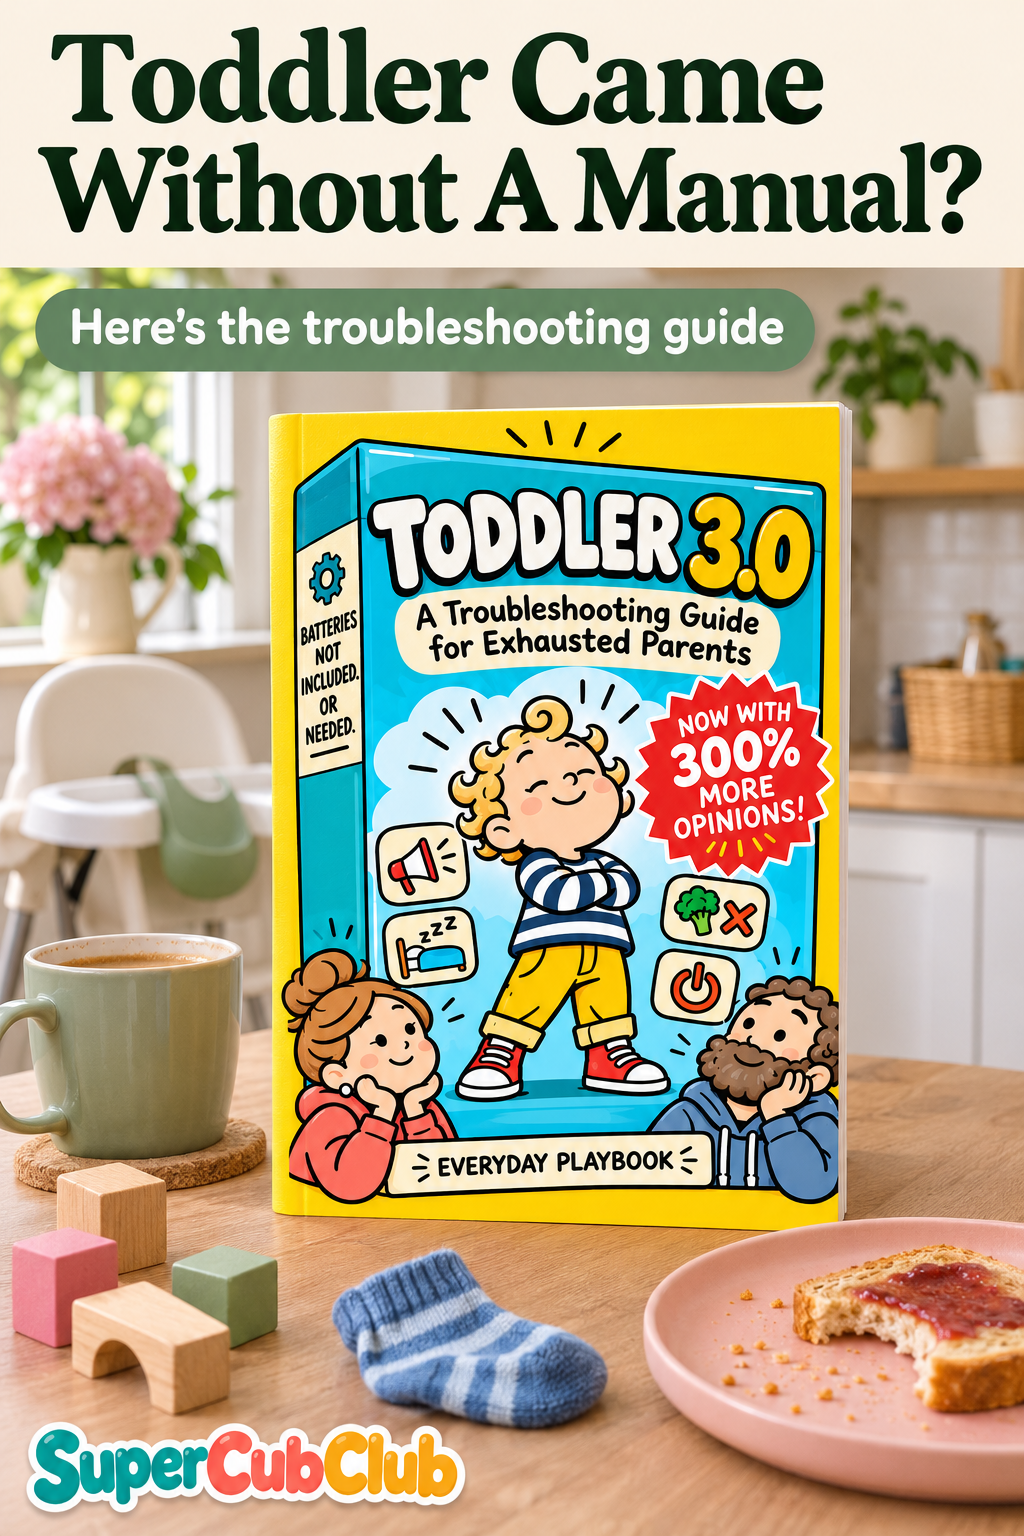 Toddler Came
Without A Manual?
Here's the troubleshooting guide
TODDLER 3.0
A Troubleshooting Guide
for Exhausted Parents
BATTERIES
NOT
INCLUDED.
OR
NEEDED.
NOW WITH
300%
MORE
OPINIONS!
zzz
EVERYDAY PLAYBOOK
SuperCubClub